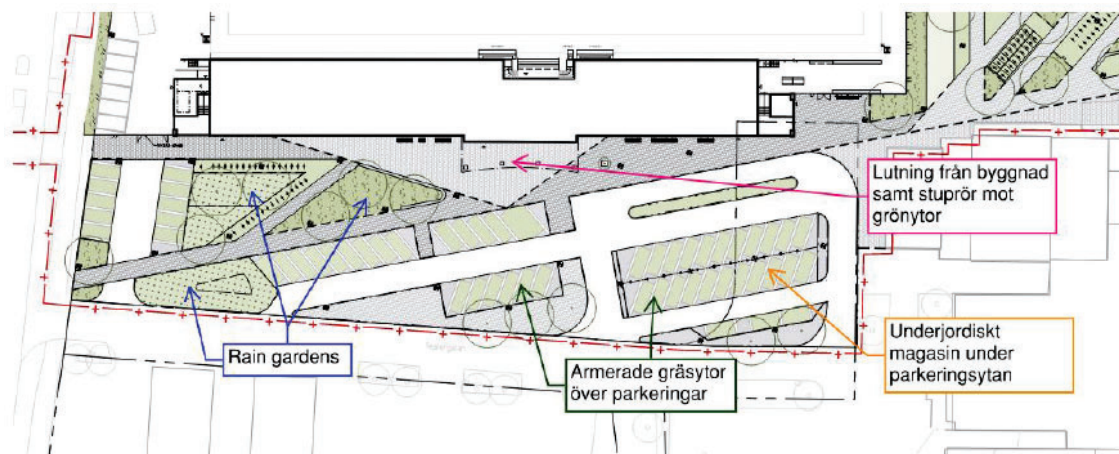 Lutning från byggnad
samt stuprör mot
grönytor
Rain gardens
Armerade gräsytor
över parkeringar
Underjordiskt
magasin under
parkeringsytan